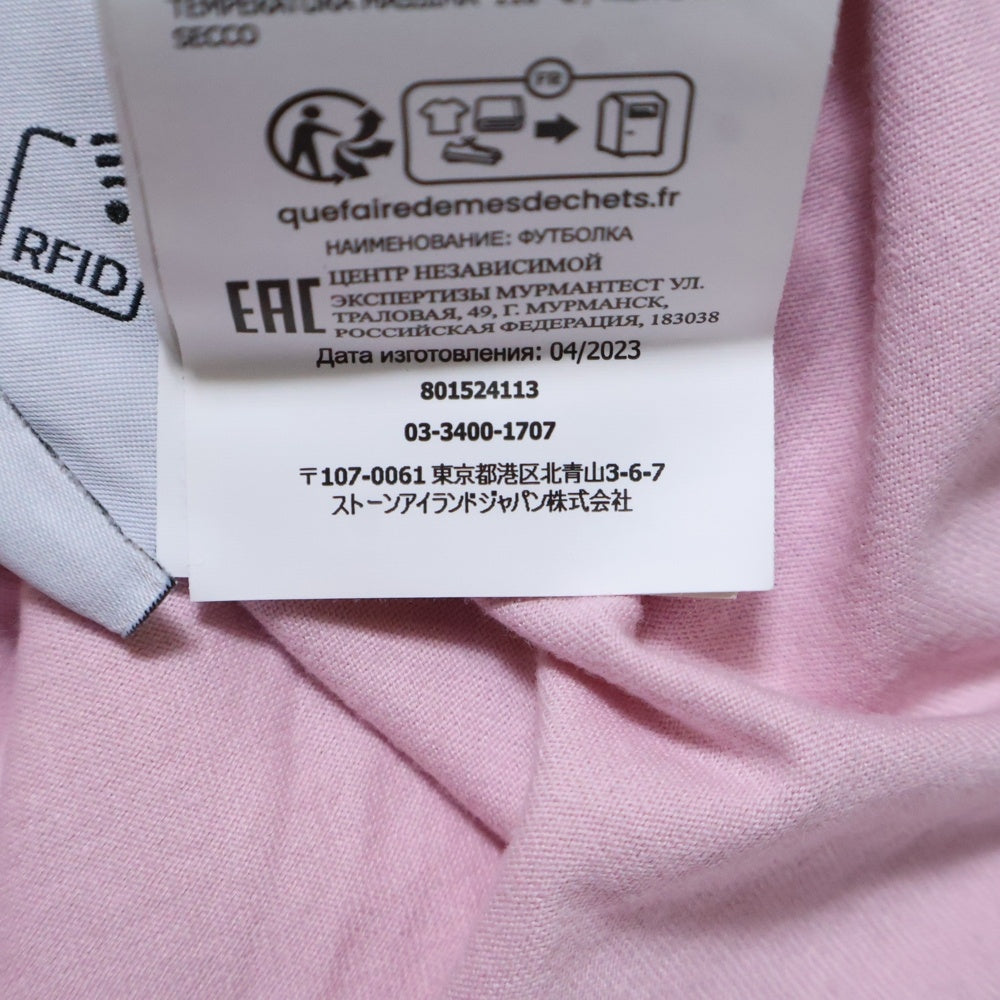 SECCO
FR
quefairedemesdechets.fr
НАИМЕНОВАНИЕ: ФУТБОЛКА
EAC
ЦЕНТР НЕЗАВИСИМОЙ
ЭКСПЕРТИЗЫ МУРМАНТЕСТ УЛ.
ТРАЛОВАЯ, 49, Г. МУРМАНСК,
РОССИЙСКАЯ ФЕДЕРАЦИЯ, 183038
Дата изготовления: 04/2023
801524113
03-3400-1707
〒107-0061 東京都港区北青山3-6-7
ストーンアイランドジャパン株式会社
RFID